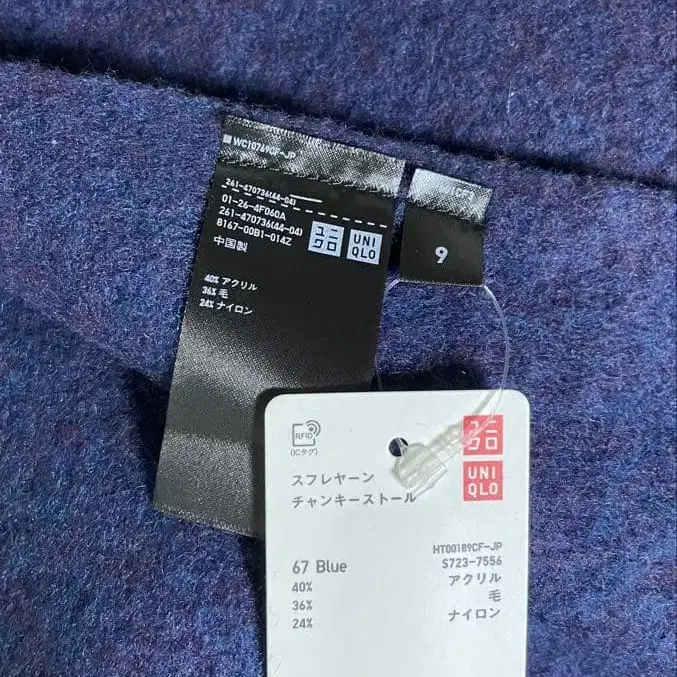 WC10769CF-JP
261-470736(44-04)
01-26-4F060A
261-470736(44-04)
8167-00B1-014Z
中国製
ユニ
クロ
UNI
QLO
40% アクリル
36% 毛
24% ナイロン
9
RFID
(ICタグ)
スフレヤーン
チャンキーストール
ユニ
クロ
UNI
QLO
HT00189CF-JP
67 Blue
S723-7556
40% アクリル
36% 毛
24% ナイロン